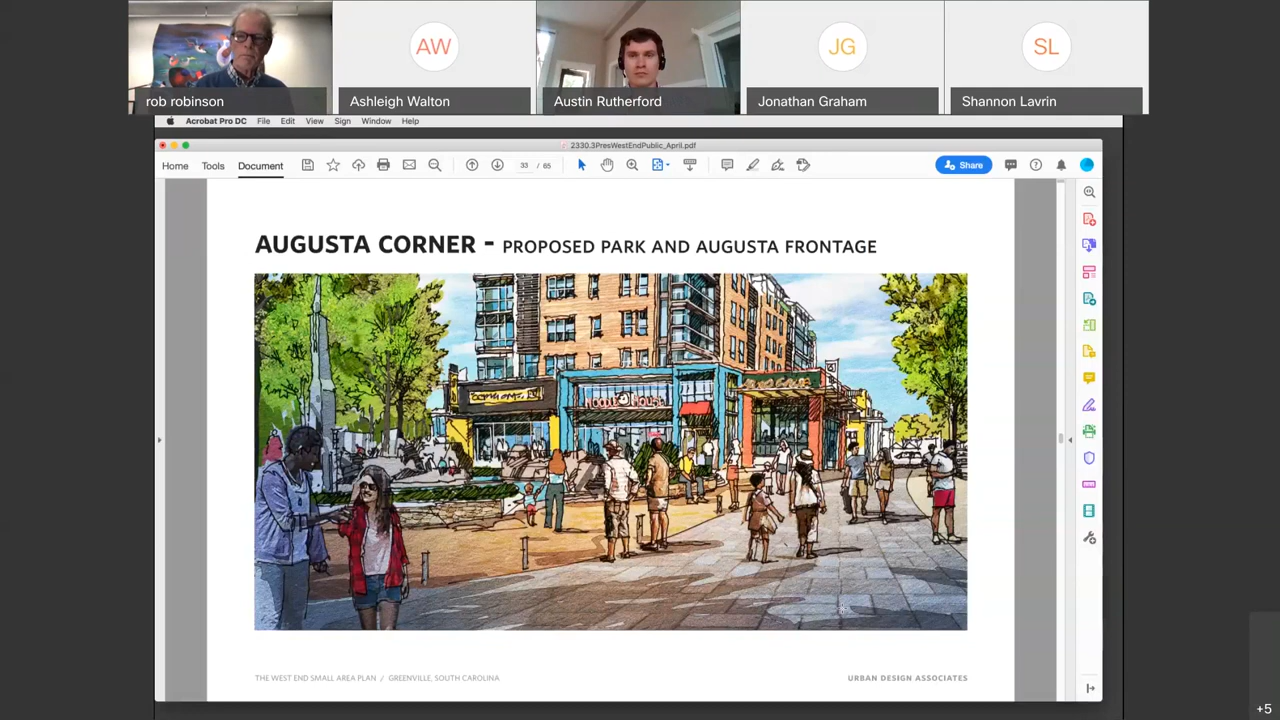 AW
JG
SL
rob robinson
Ashleigh Walton
Austin Rutherford
Jonathan Graham
Shannon Lavrin
Acrobat Pro DC File Edit View Sign Window Help
2330.3PresWestEndPublic_April.pdf
Home Tools Document 33 / 65 Share
AUGUSTA CORNER - PROPOSED PARK AND AUGUSTA FRONTAGE
NOODLE HOUSE
THE WEST END SMALL AREA PLAN / GREENVILLE, SOUTH CAROLINA
URBAN DESIGN ASSOCIATES
+5